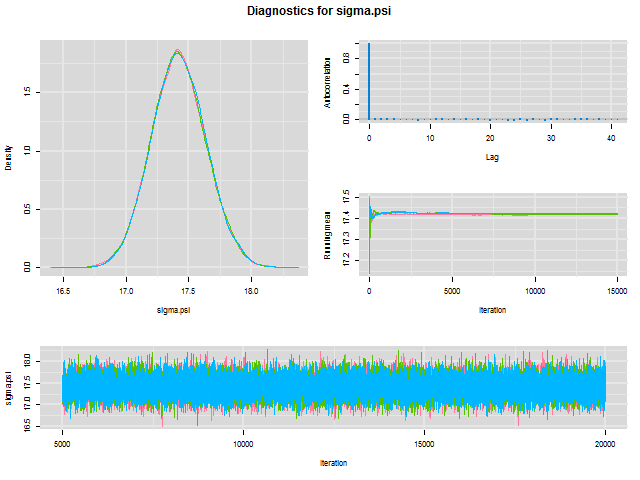 Diagnostics for sigma.psi
Density
0.0 0.5 1.0 1.5
16.5 17.0 17.5 18.0
sigma.psi
Autocorrelation
0.0 0.4 0.8
0 10 20 30 40
Lag
Running mean
17.2 17.3 17.4 17.5
0 5000 10000 15000
Iteration
sigma.psi
16.5 17.0 17.5 18.0
5000 10000 15000 20000
Iteration